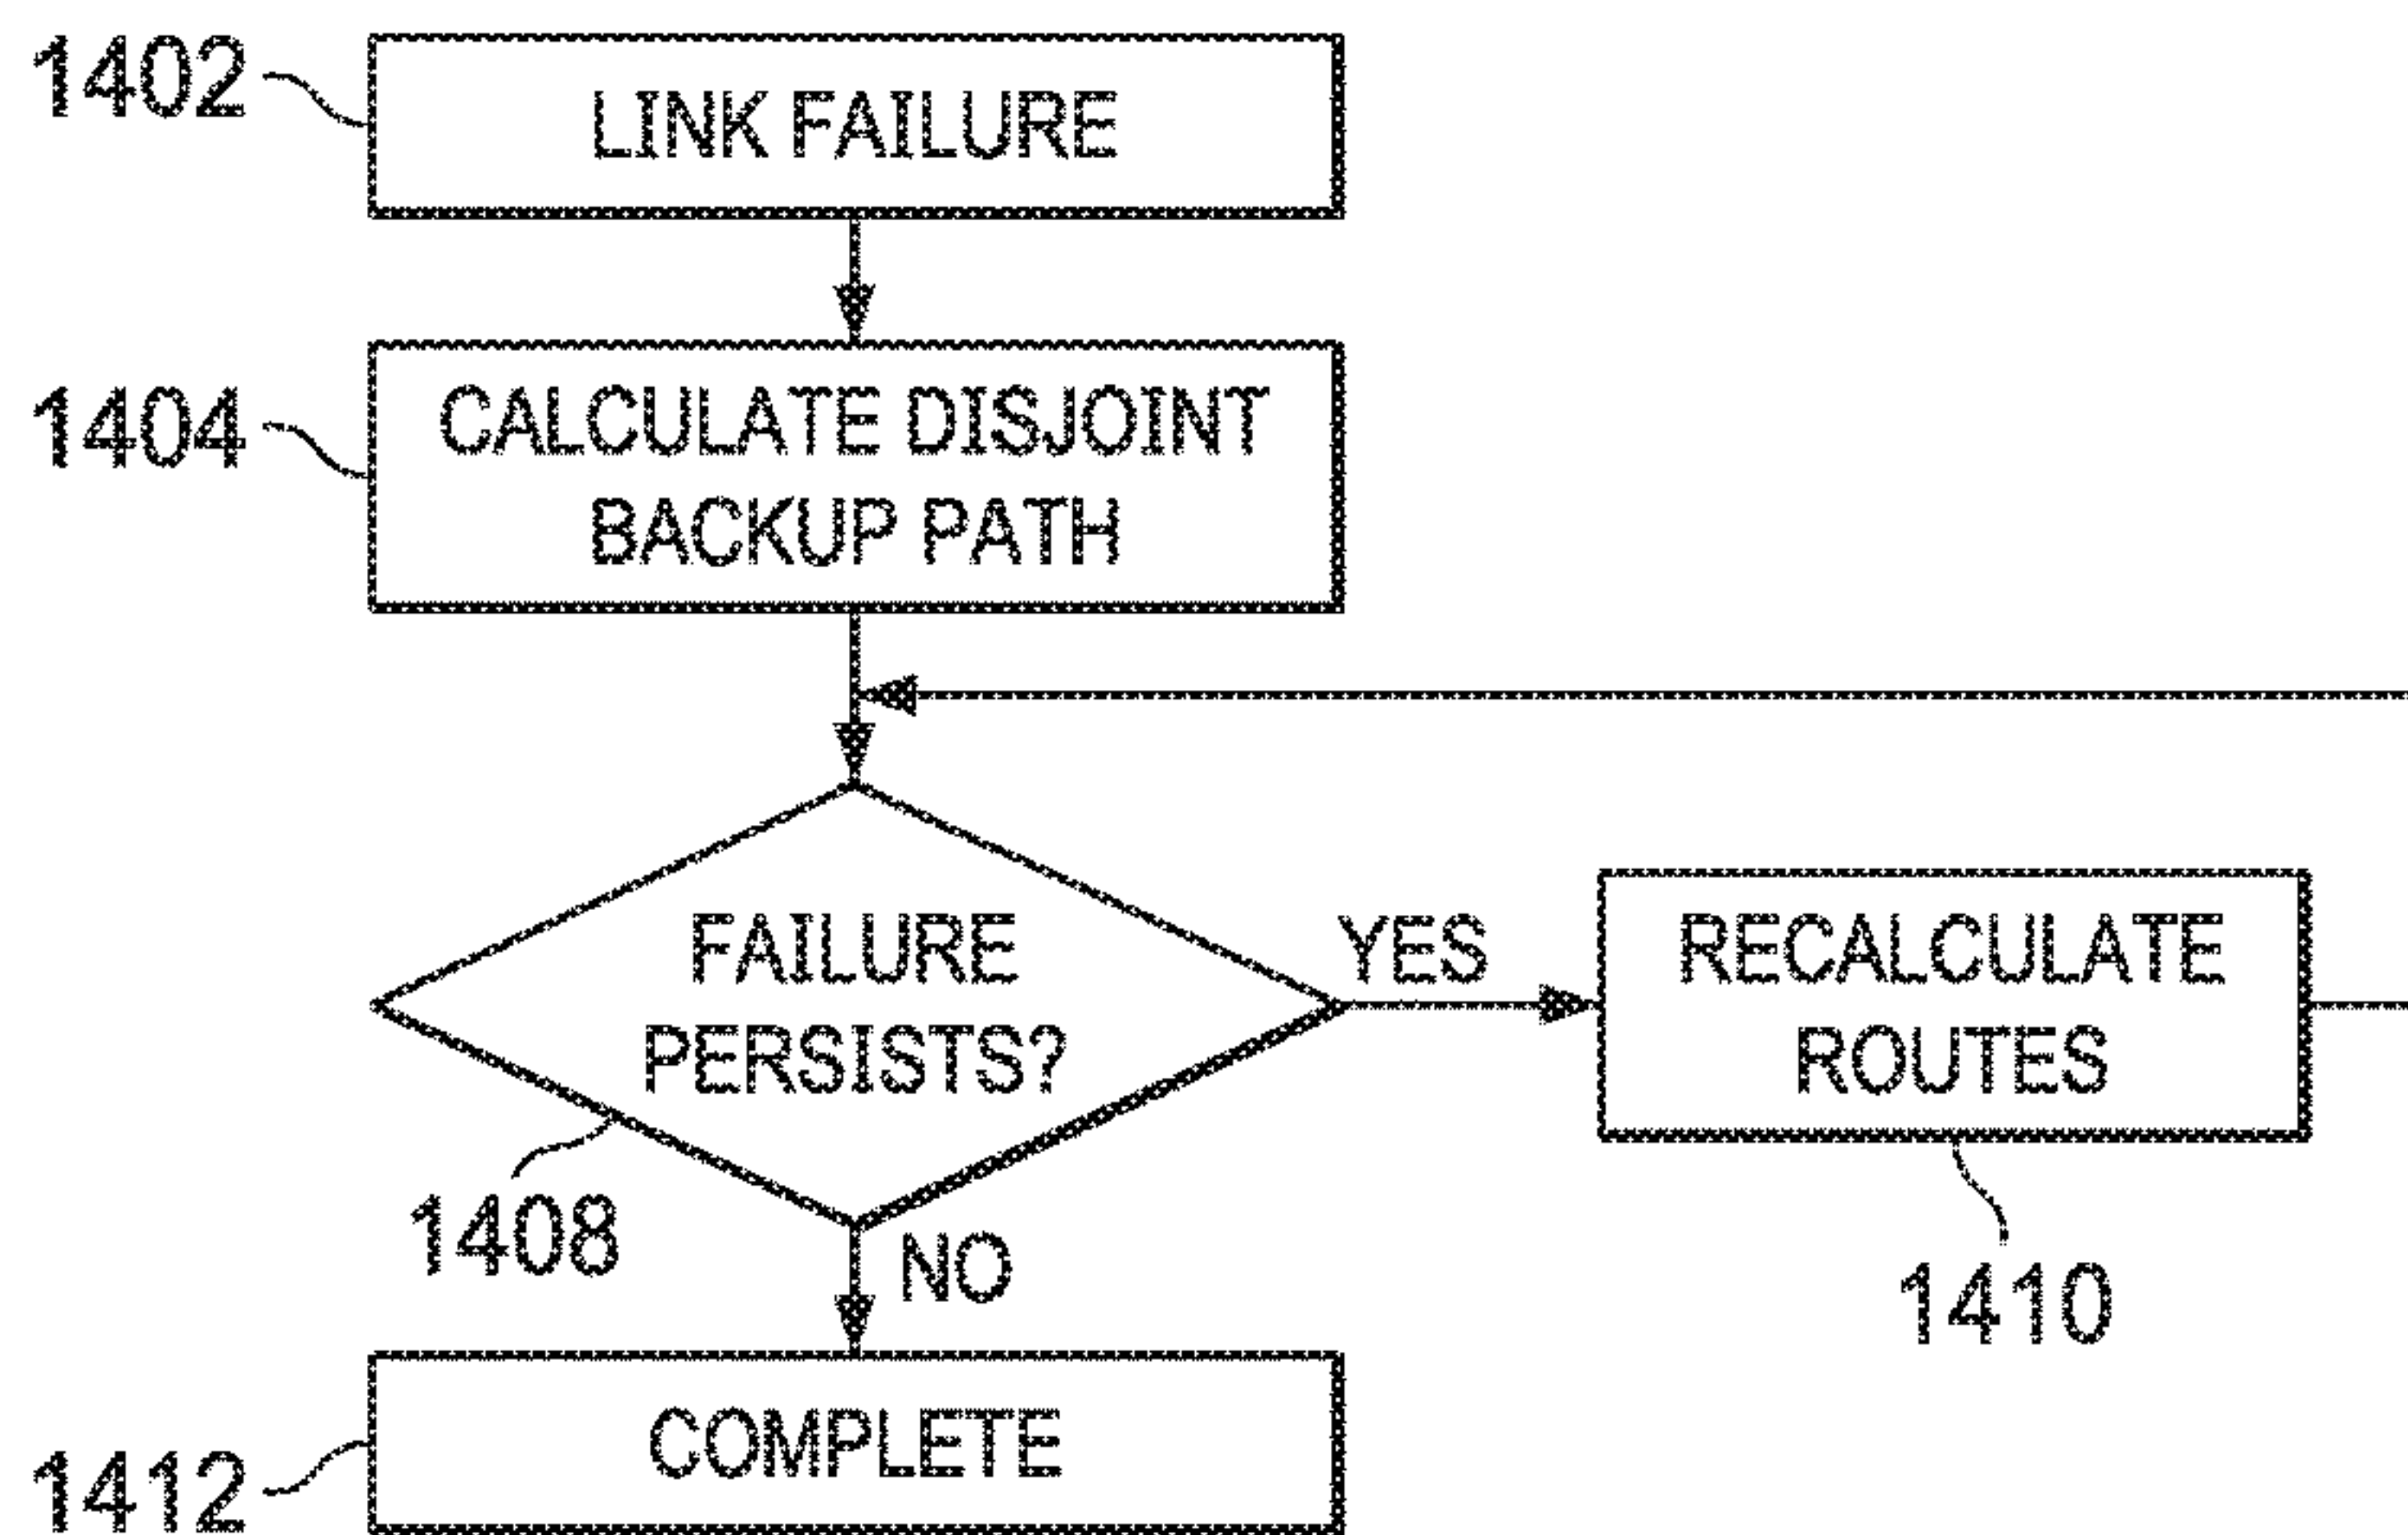 1402
LINK FAILURE
1404
CALCULATE DISJOINT
BACKUP PATH
FAILURE
PERSISTS?
YES
RECALCULATE
ROUTES
1408
NO
1410
COMPLETE
1412